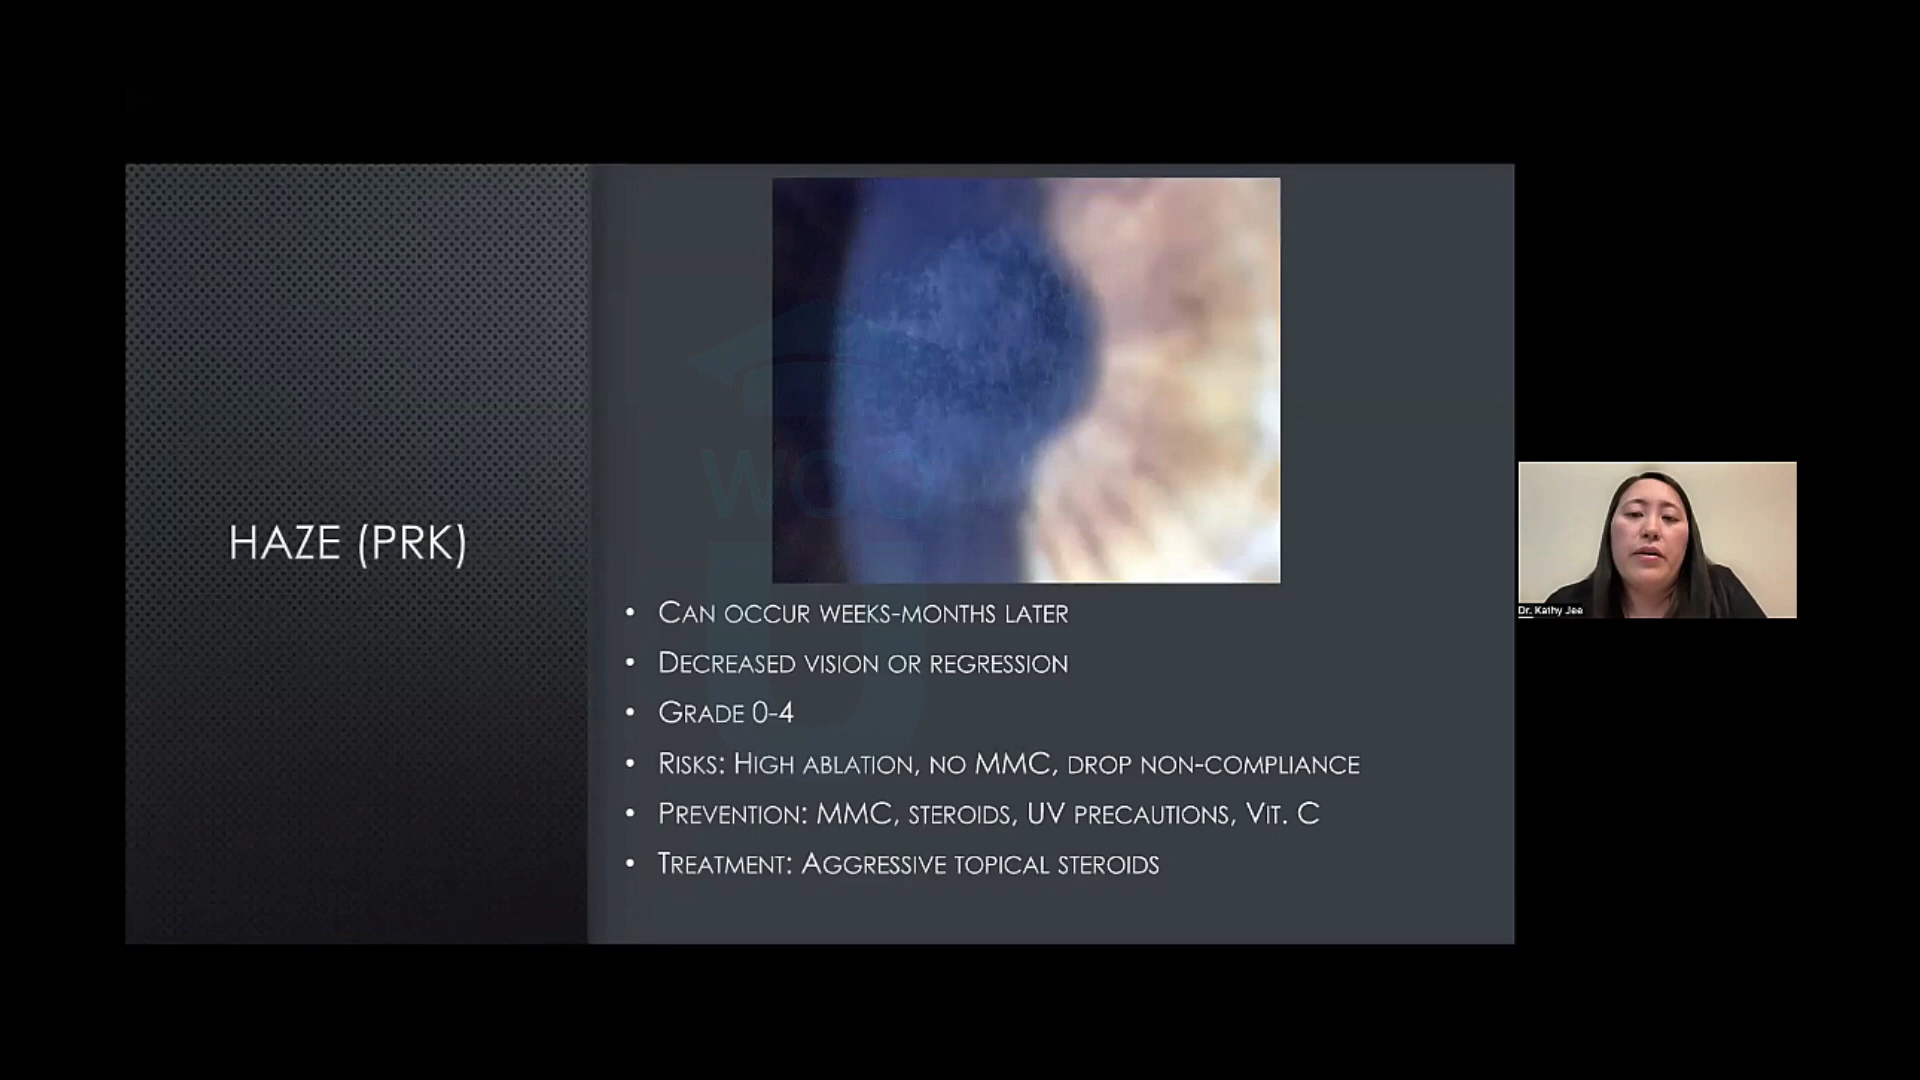 HAZE (PRK)
• CAN OCCUR WEEKS-MONTHS LATER
• DECREASED VISION OR REGRESSION
• GRADE 0-4
• RISKS: HIGH ABLATION, NO MMC, DROP NON-COMPLIANCE
• PREVENTION: MMC, STEROIDS, UV PRECAUTIONS, VIT. C
• TREATMENT: AGGRESSIVE TOPICAL STEROIDS
WOO
U
Dr. Kathy Jee